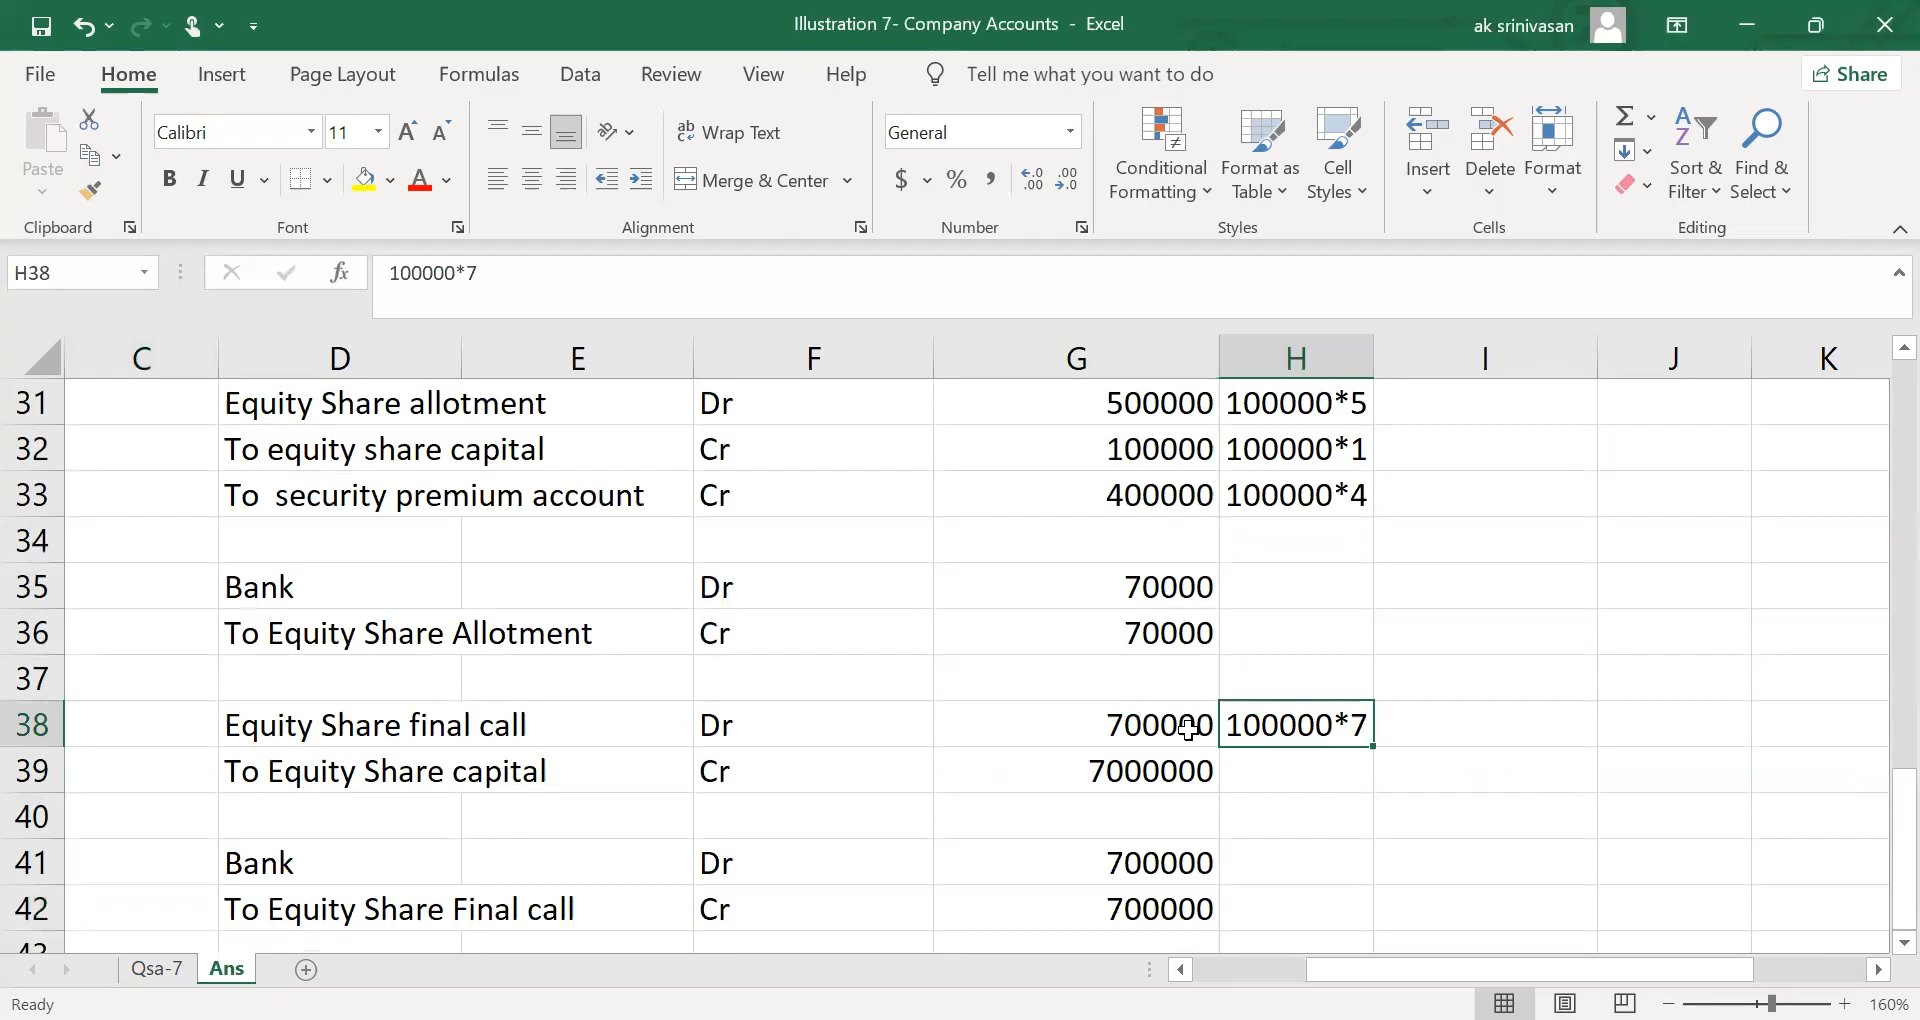 Illustration 7- Company Accounts - Excel
ak srinivasan
File Home Insert Page Layout Formulas Data Review View Help Tell me what you want to do Share
Paste
Clipboard
Calibri 11
B I U
Font
ab Wrap Text
Merge & Center
Alignment
General
$ % ,
Number
Conditional Formatting
Format as Table
Cell Styles
Styles
Insert
Delete
Format
Cells
Sort & Filter
Find & Select
Editing
H38 fx 100000*7
C D E F G H I J K
31 Equity Share allotment Dr 500000 100000*5
32 To equity share capital Cr 100000 100000*1
33 To  security premium account Cr 400000 100000*4
34
35 Bank Dr 70000
36 To Equity Share Allotment Cr 70000
37
38 Equity Share final call Dr 700000 100000*7
39 To Equity Share capital Cr 7000000
40
41 Bank Dr 700000
42 To Equity Share Final call Cr 700000
43
Qsa-7 Ans
Ready 160%